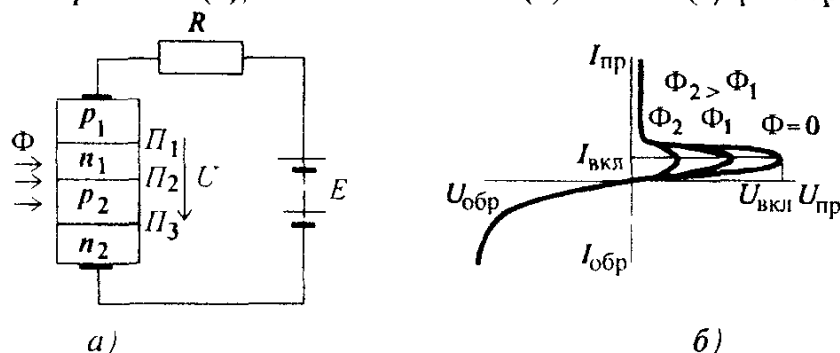 R
p₁
Φ
П₁
n₁
П₂
U
E
p₂
П₃
n₂
а)
Iпр
Φ₂ > Φ₁
Φ₂ Φ₁ Φ=0
Iвкл
Uобр Uвкл Uпр
Iобр
б)